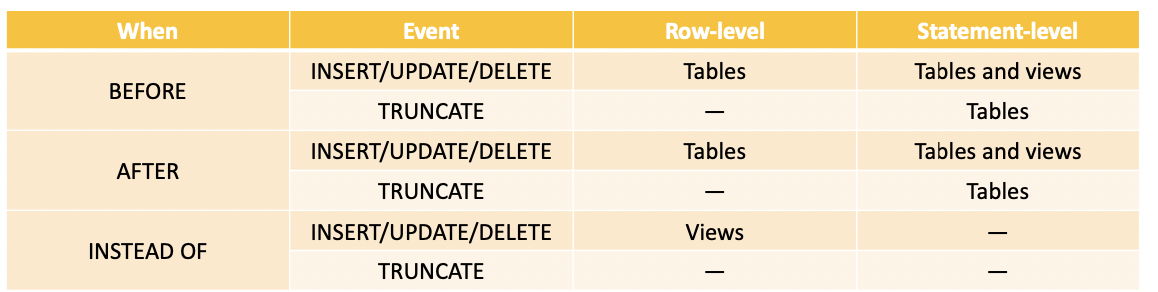 When Event Row-level Statement-level
BEFORE INSERT/UPDATE/DELETE Tables Tables and views
TRUNCATE — Tables
AFTER INSERT/UPDATE/DELETE Tables Tables and views
TRUNCATE — Tables
INSTEAD OF INSERT/UPDATE/DELETE Views —
TRUNCATE — —